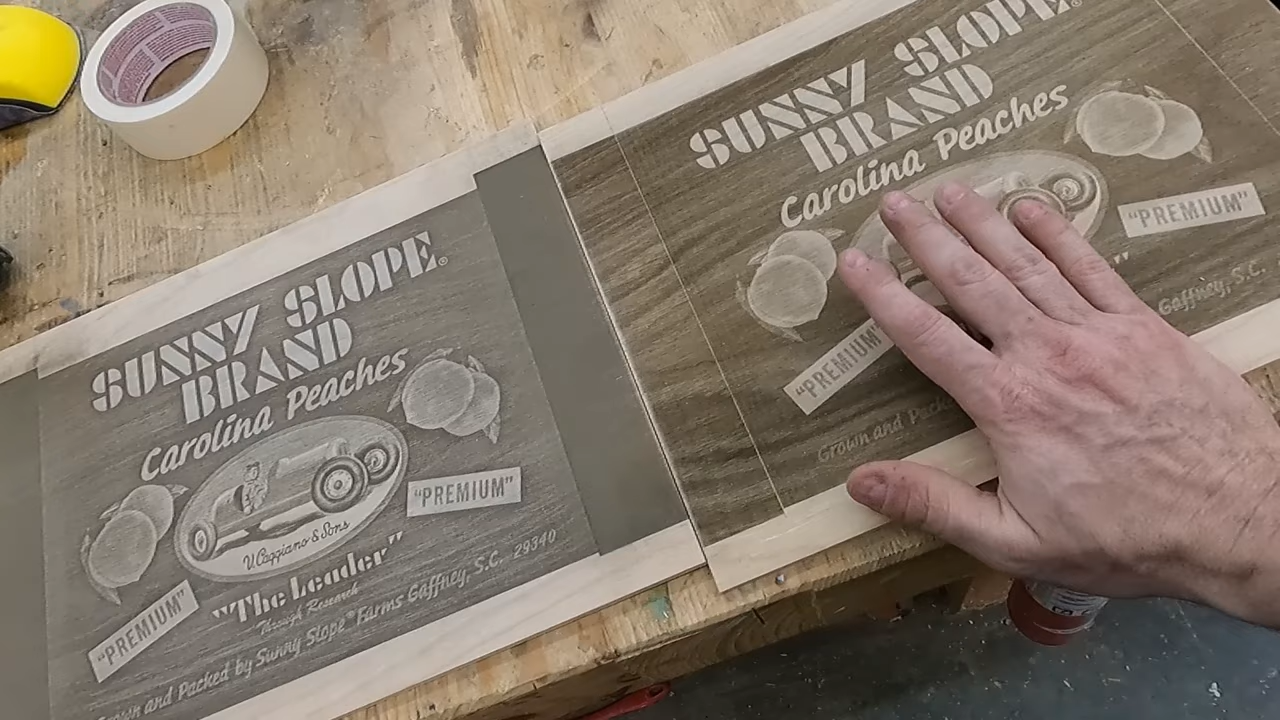 SUNNY SLOPE®
BRAND
Carolina Peaches
"PREMIUM"
V. Caggiano & Sons
"The Leader"
Through Research
"PREMIUM"
and Packed by Sunny Slope® Farms Gaffney, S.C. 29340
SUNNY SLOPE®
BRAND
Carolina Peaches
"PREMIUM"
"PREMIUM"
Grown and
Gaffney, S.C.